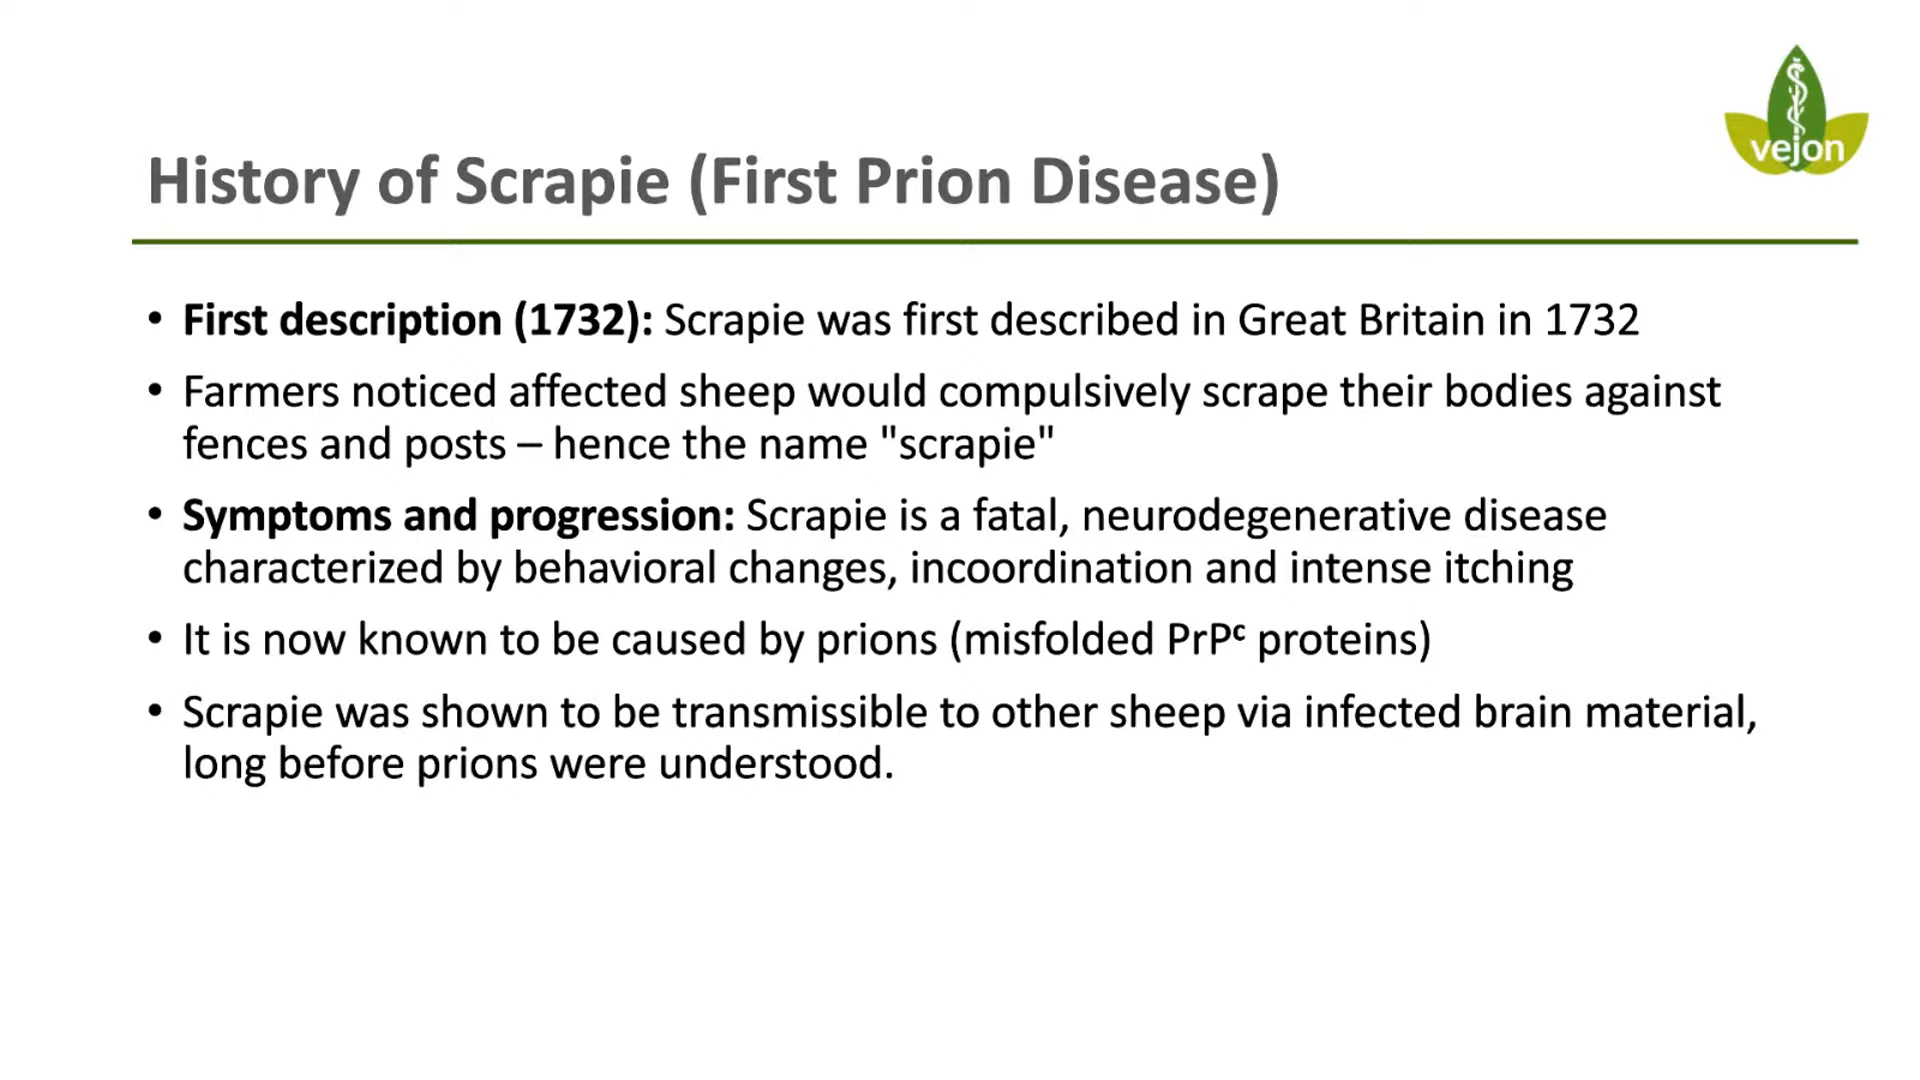 vejon
History of Scrapie (First Prion Disease)
• First description (1732): Scrapie was first described in Great Britain in 1732
• Farmers noticed affected sheep would compulsively scrape their bodies against
fences and posts – hence the name "scrapie"
• Symptoms and progression: Scrapie is a fatal, neurodegenerative disease
characterized by behavioral changes, incoordination and intense itching
• It is now known to be caused by prions (misfolded PrPᶜ proteins)
• Scrapie was shown to be transmissible to other sheep via infected brain material,
long before prions were understood.